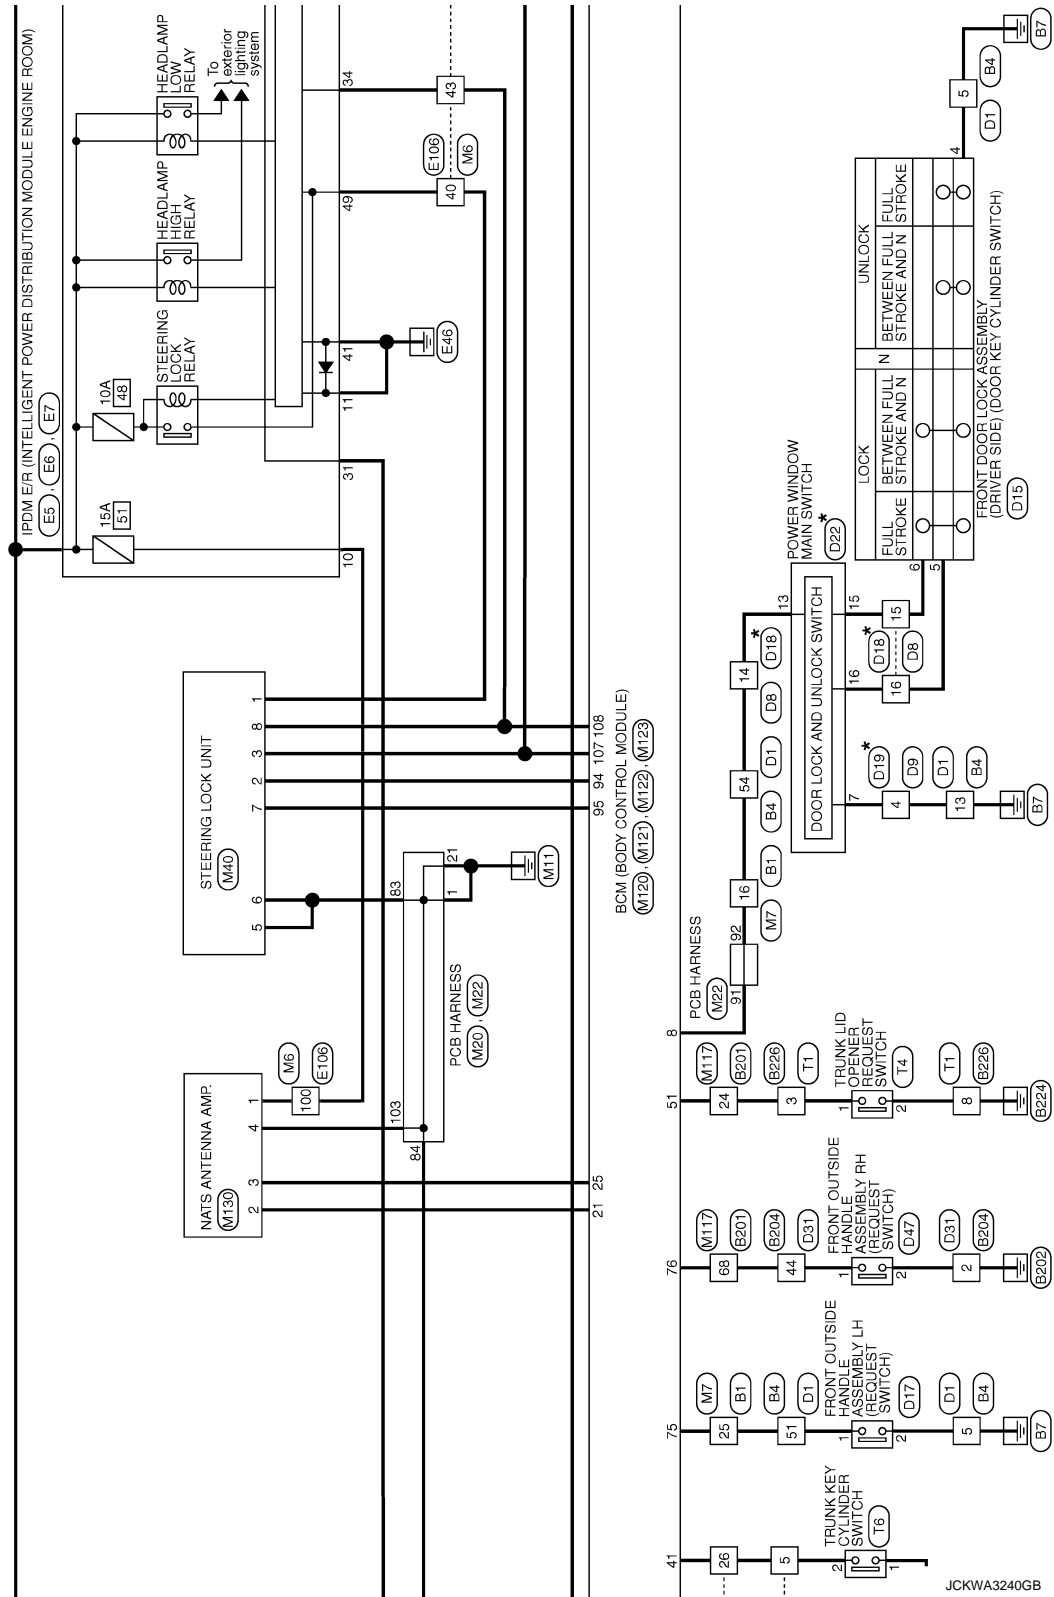 IPDM E/R (INTELLIGENT POWER DISTRIBUTION MODULE ENGINE ROOM)
E5 , E6 , E7
15A
51
10A
48
STEERING
LOCK
RELAY
HEADLAMP
HIGH
RELAY
HEADLAMP
LOW
RELAY
To
exterior
lighting
system
10
31
11
41
49
34
E46
40
43
E106
M6
STEERING LOCK UNIT
M40
5
6
7
2
3
8
1
NATS ANTENNA AMP.
M130
2
3
4
1
100
M6
E106
84
103
83
1
21
M11
PCB HARNESS
M20 , M22
21
25
95
94
107
108
BCM (BODY CONTROL MODULE)
M120 , M121 , M122 , M123
41
26
5
2
1
TRUNK KEY
CYLINDER
SWITCH
T6
75
25
M7
B1
51
B4
D1
1
2
FRONT OUTSIDE
HANDLE
ASSEMBLY LH
(REQUEST
SWITCH)
D17
5
D1
B4
B7
76
68
M117
B201
44
B204
D31
1
2
FRONT OUTSIDE
HANDLE
ASSEMBLY RH
(REQUEST
SWITCH)
D47
2
D31
B204
B202
51
24
M117
B201
3
B226
T1
1
2
TRUNK LID
OPENER
REQUEST
SWITCH
T4
8
T1
B226
B224
8
PCB HARNESS
M22
91
92
16
M7
B1
54
B4
D1
14
D8
D18
*
13
POWER WINDOW
MAIN SWITCH
D22
*
DOOR LOCK AND UNLOCK SWITCH
7
16
15
4
D19
*
D9
13
D1
B4
B7
16
15
D18
*
D8
6
5
LOCK
UNLOCK
FULL
STROKE
BETWEEN FULL
STROKE AND N
N
BETWEEN FULL
STROKE AND N
FULL
STROKE
FRONT DOOR LOCK ASSEMBLY
(DRIVER SIDE) (DOOR KEY CYLINDER SWITCH)
D15
4
5
D1
B4
B7
JCKWA3240GB